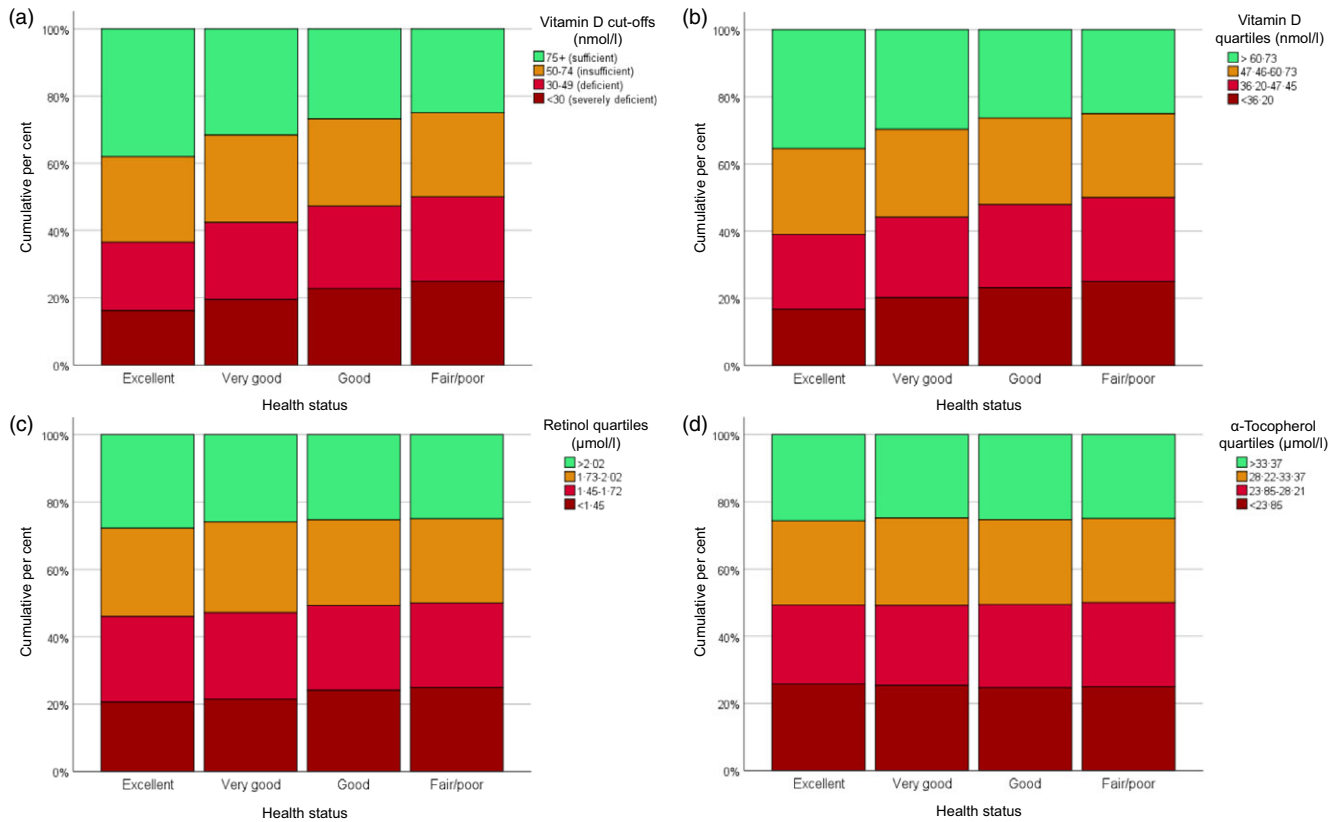 (a)
Vitamin D cut-offs
(nmol/l)
75+ (sufficient)
50-74 (insufficient)
30-49 (deficient)
<30 (severely deficient)
100%
80%
60%
40%
20%
0%
Cumulative per cent
Excellent
Very good
Good
Fair/poor
Health status
(b)
Vitamin D
quartiles (nmol/l)
> 60·73
47·46-60·73
36·20-47·45
<36·20
100%
80%
60%
40%
20%
0%
Cumulative per cent
Excellent
Very good
Good
Fair/poor
Health status
(c)
Retinol quartiles
(μmol/l)
>2·02
1·73-2·02
1·45-1·72
<1·45
100%
80%
60%
40%
20%
0%
Cumulative per cent
Excellent
Very good
Good
Fair/poor
Health status
(d)
α-Tocopherol
quartiles (μmol/l)
>33·37
28·22-33·37
23·85-28·21
<23·85
100%
80%
60%
40%
20%
0%
Cumulative per cent
Excellent
Very good
Good
Fair/poor
Health status